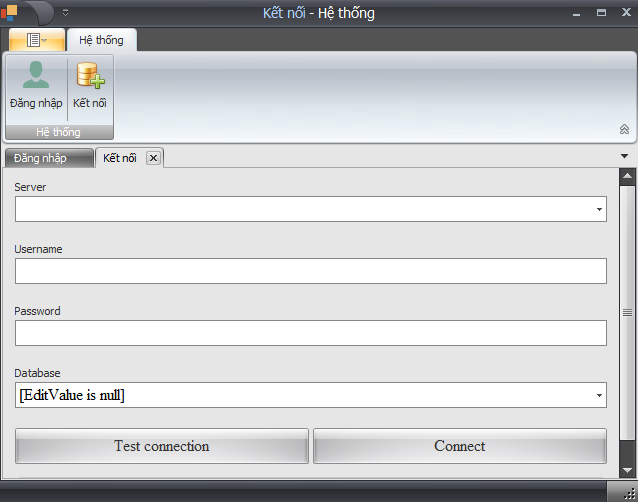 Kết nối - Hệ thống
Hệ thống
Đăng nhập
Kết nối
Hệ thống
Đăng nhập
Kết nối
Server
Username
Password
Database
[EditValue is null]
Test connection
Connect